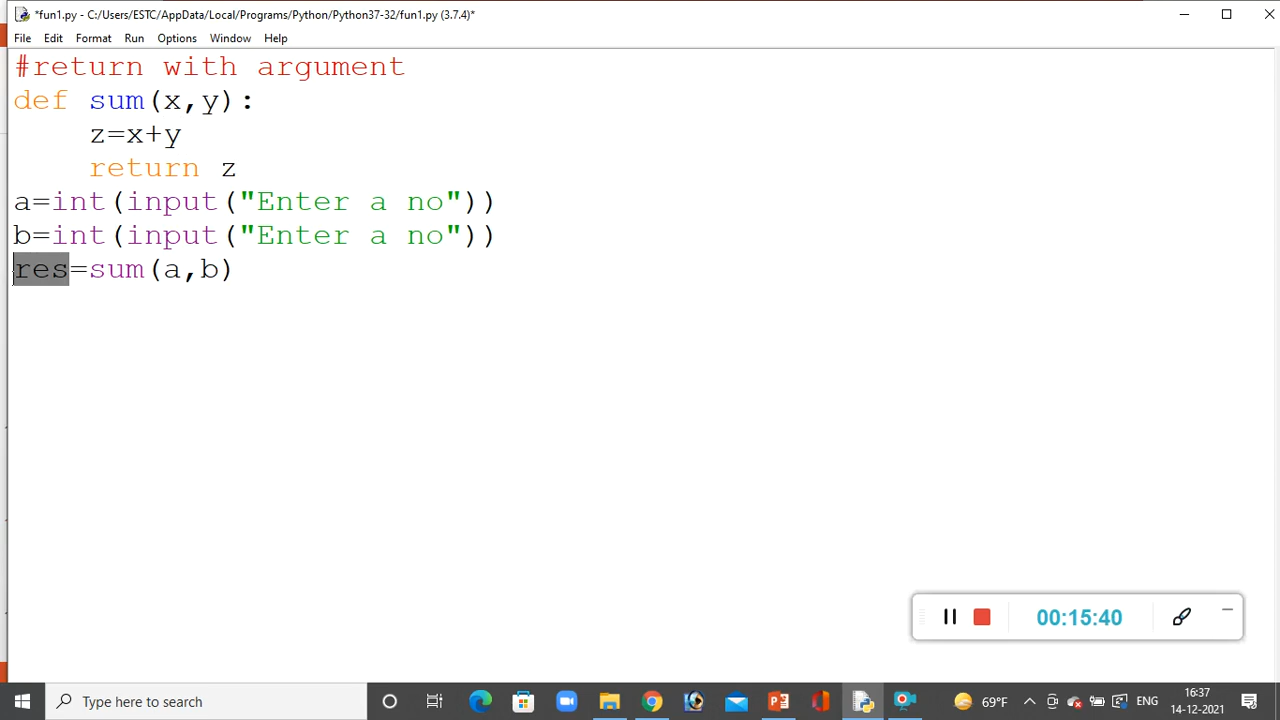 *fun1.py - C:/Users/ESTC/AppData/Local/Programs/Python/Python37-32/fun1.py (3.7.4)*
File Edit Format Run Options Window Help
#return with argument
def sum(x,y):
    z=x+y
    return z
a=int(input("Enter a no"))
b=int(input("Enter a no"))
res=sum(a,b)
00:15:40
Type here to search
69°F
ENG
16:37
14-12-2021